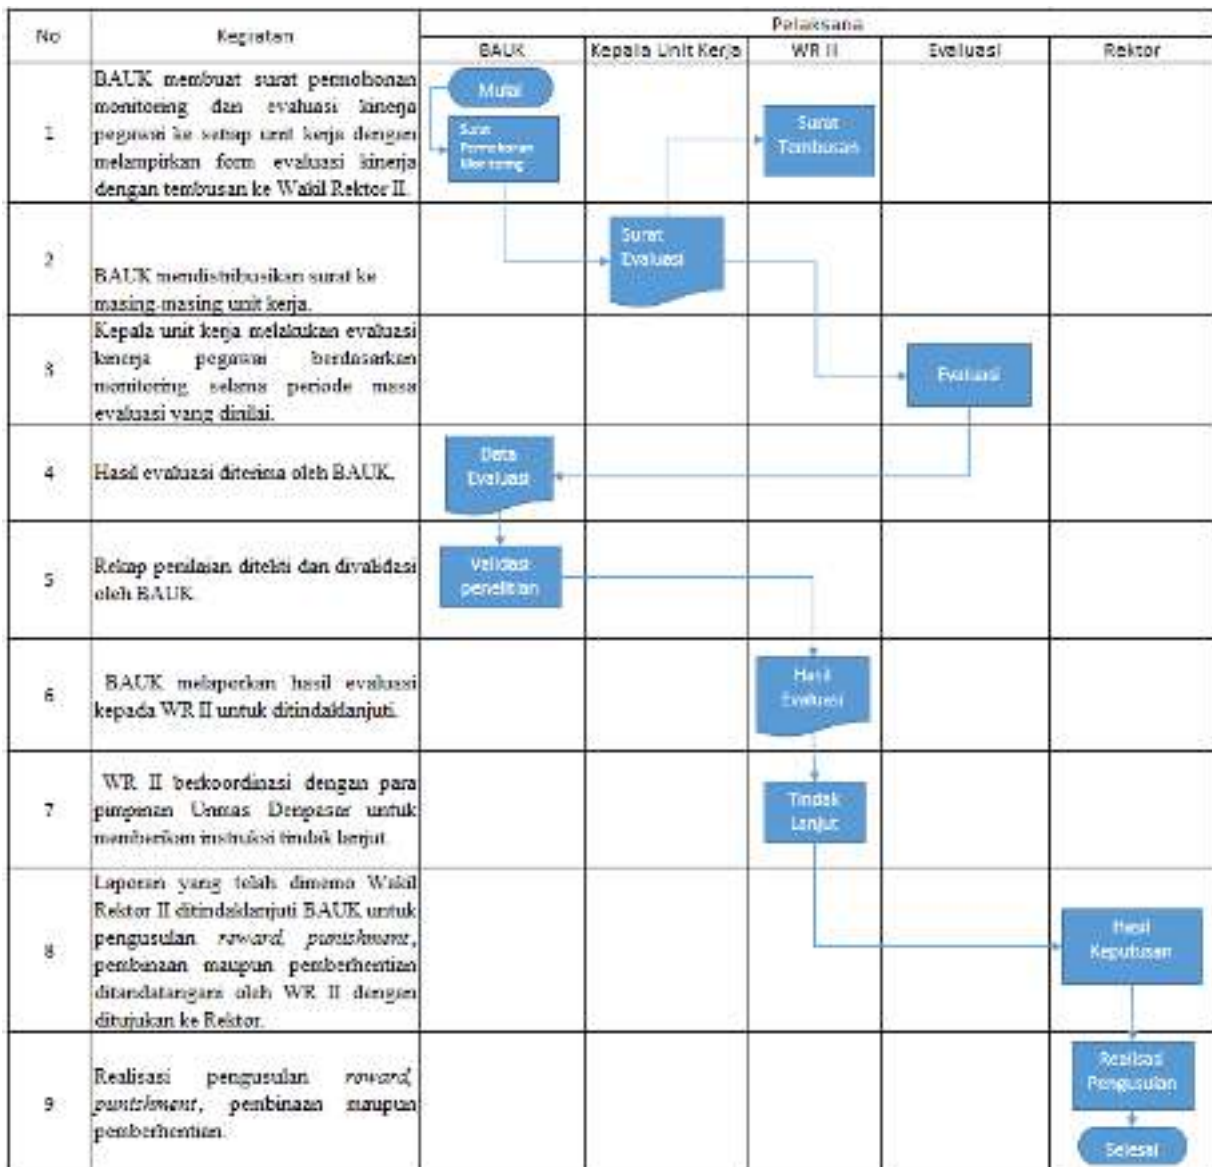 No Kegiatan Pelaksana
BAUK Kepala Unit Kerja WR II Evaluasi Rektor
1
BAUK membuat surat permohonan
monitoring dan evaluasi kinerja
pegawai ke setiap unit kerja dengan
melampirkan form evaluasi kinerja
dengan tembusan ke Wakil Rektor II.
Mulai
Surat
Permohonan
Monitoring
Surat
Tembusan
2
BAUK mendistribusikan surat ke
masing-masing unit kerja.
Surat
Evaluasi
3
Kepala unit kerja melakukan evaluasi
kinerja pegawai berdasarkan
monitoring selama periode masa
evaluasi yang dinilai.
Evaluasi
4
Hasil evaluasi diterima oleh BAUK.
Data
Evaluasi
5
Rekap penilaian diteliti dan divalidasi
oleh BAUK.
Validasi
penelitian
6
BAUK melaporkan hasil evaluasi
kepada WR II untuk ditindaklanjuti.
Hasil
Evaluasi
7
WR II berkoordinasi dengan para
pimpinan Unmas Denpasar untuk
memberikan instruksi tindak lanjut
Tindak
Lanjut
8
Laporan yang telah dimemo Wakil
Rektor II ditindaklanjuti BAUK untuk
pengusulan reward, punishment,
pembinaan maupun pemberhentian
ditandatangani oleh WR II dengan
ditujukan ke Rektor.
Hasil
Keputusan
9
Realisasi pengusulan reward,
punishment, pembinaan maupun
pemberhentian.
Realisasi
Pengusulan
Selesai